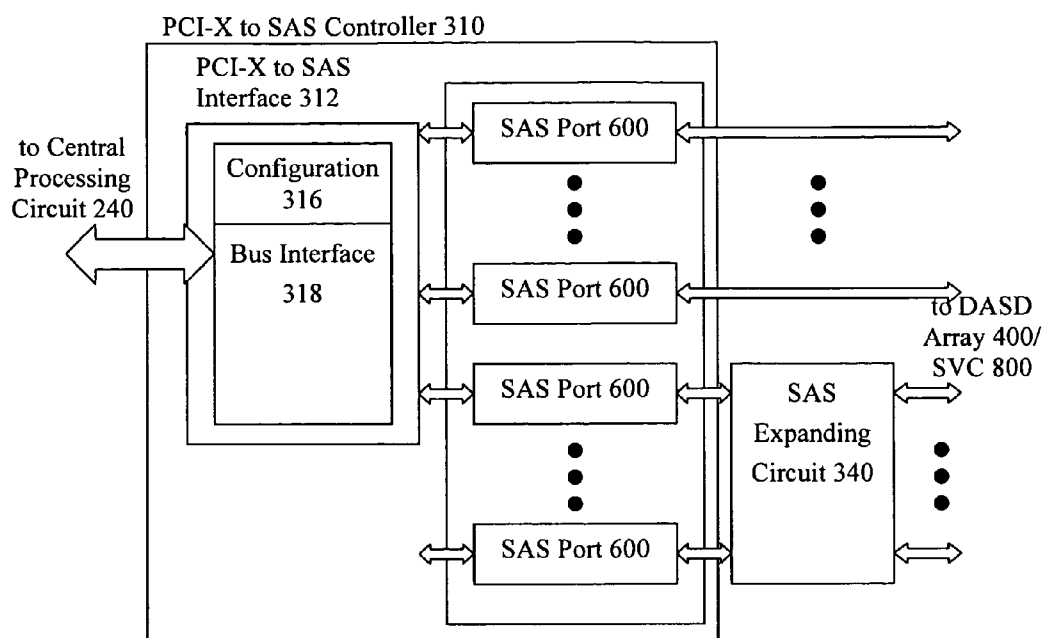 PCI-X to SAS Controller 310
PCI-X to SAS
Interface 312
to Central
Processing
Circuit 240
Configuration
316
Bus Interface
318
SAS Port 600
SAS Port 600
SAS Port 600
SAS Port 600
to DASD
Array 400/
SVC 800
SAS
Expanding
Circuit 340